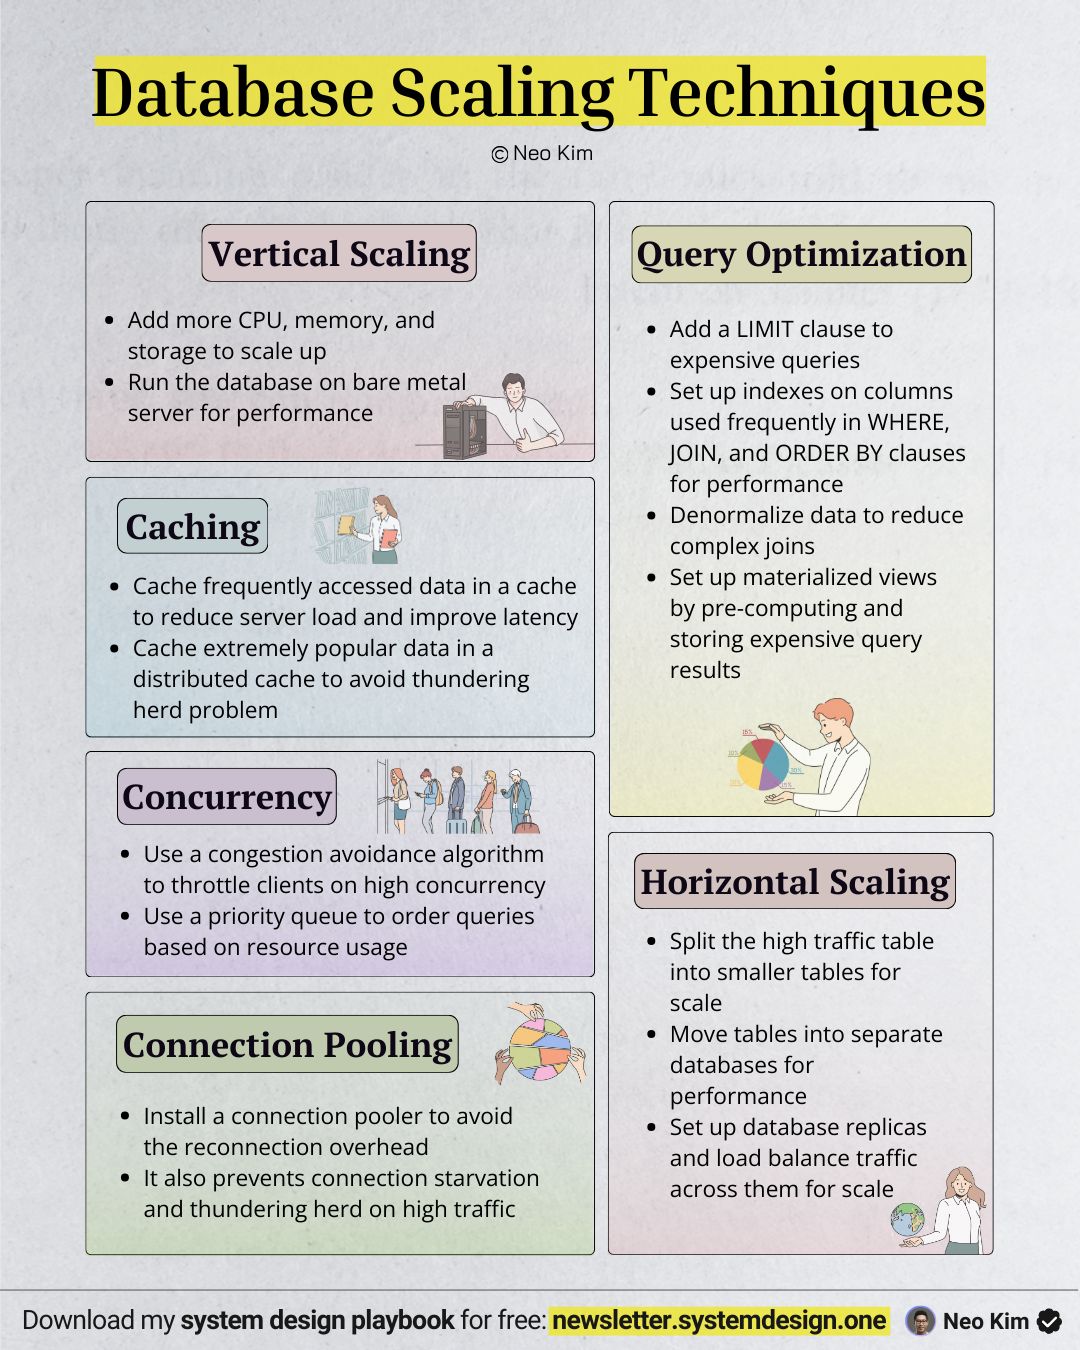 Database Scaling Techniques
© Neo Kim
Vertical Scaling
• Add more CPU, memory, and
storage to scale up
• Run the database on bare metal
server for performance
Caching
• Cache frequently accessed data in a cache
to reduce server load and improve latency
• Cache extremely popular data in a
distributed cache to avoid thundering
herd problem
Concurrency
• Use a congestion avoidance algorithm
to throttle clients on high concurrency
• Use a priority queue to order queries
based on resource usage
Connection Pooling
• Install a connection pooler to avoid
the reconnection overhead
• It also prevents connection starvation
and thundering herd on high traffic
Query Optimization
• Add a LIMIT clause to
expensive queries
• Set up indexes on columns
used frequently in WHERE,
JOIN, and ORDER BY clauses
for performance
• Denormalize data to reduce
complex joins
• Set up materialized views
by pre-computing and
storing expensive query
results
Horizontal Scaling
• Split the high traffic table
into smaller tables for
scale
• Move tables into separate
databases for
performance
• Set up database replicas
and load balance traffic
across them for scale
Download my system design playbook for free: newsletter.systemdesign.one
Neo Kim